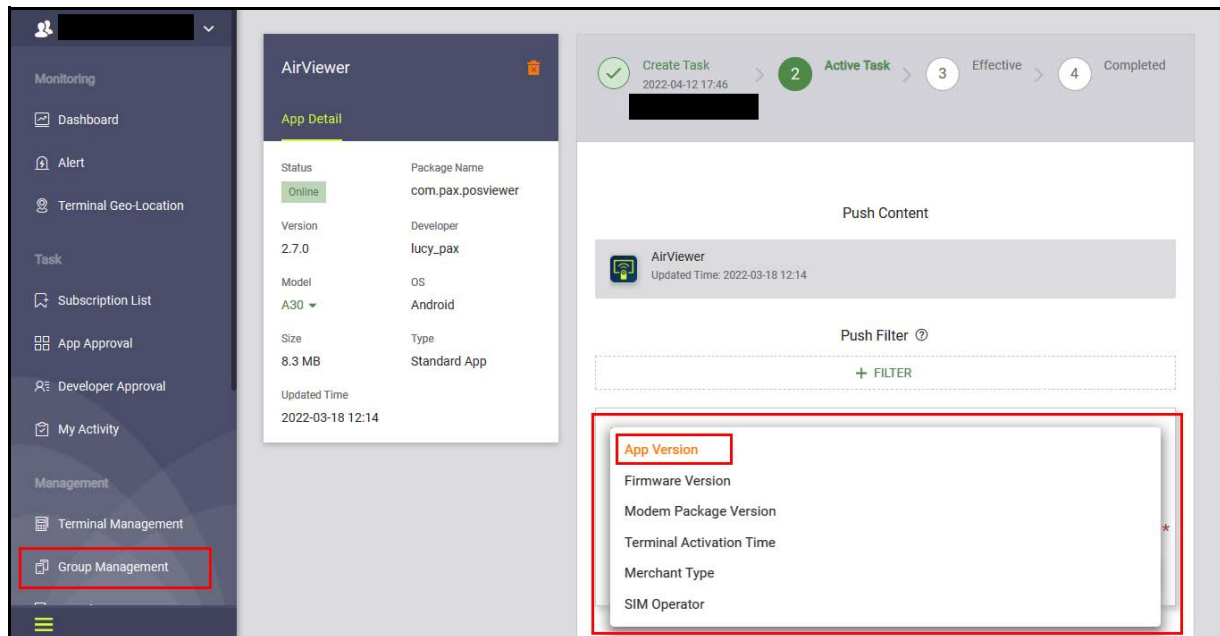 Monitoring
Dashboard
Alert
Terminal Geo-Location
Task
Subscription List
App Approval
Developer Approval
My Activity
Management
Terminal Management
Group Management
AirViewer
App Detail
Status
Package Name
Online
com.pax.posviewer
Version
Developer
2.7.0
lucy_pax
Model
OS
A30
Android
Size
Type
8.3 MB
Standard App
Updated Time
2022-03-18 12:14
Create Task
2022-04-12 17:46
2
Active Task
3
Effective
4
Completed
Push Content
AirViewer
Updated Time: 2022-03-18 12:14
Push Filter ?
+ FILTER
App Version
Firmware Version
Modem Package Version
Terminal Activation Time
*
Merchant Type
SIM Operator